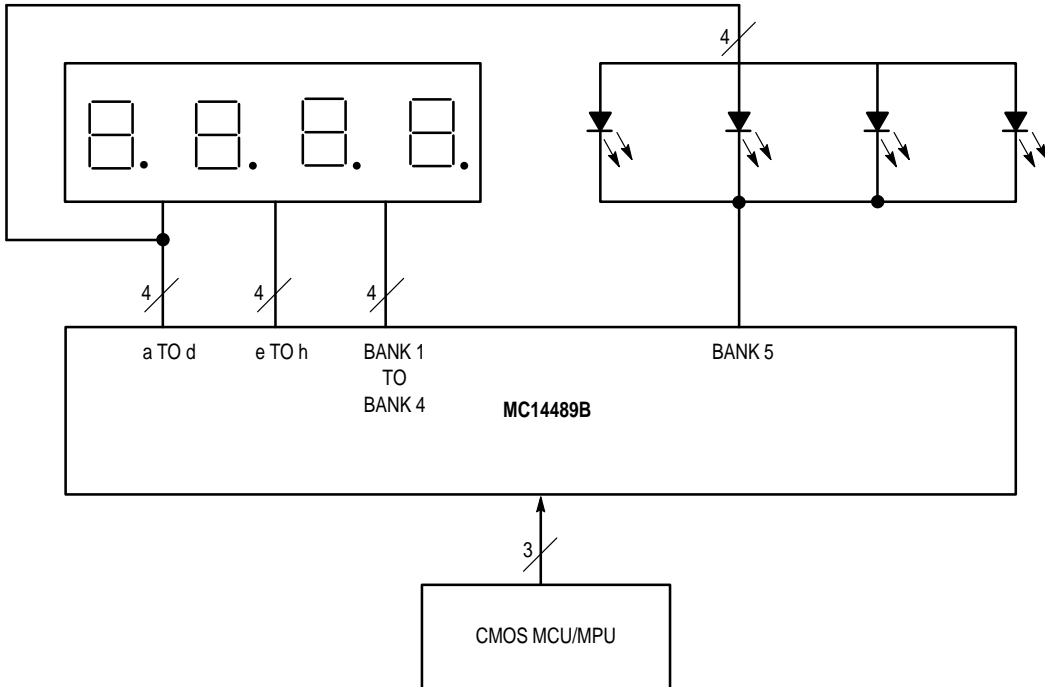 4
4
4
4
a TO d
e TO h
BANK 1
TO
BANK 4
BANK 5
MC14489B
3
CMOS MCU/MPU